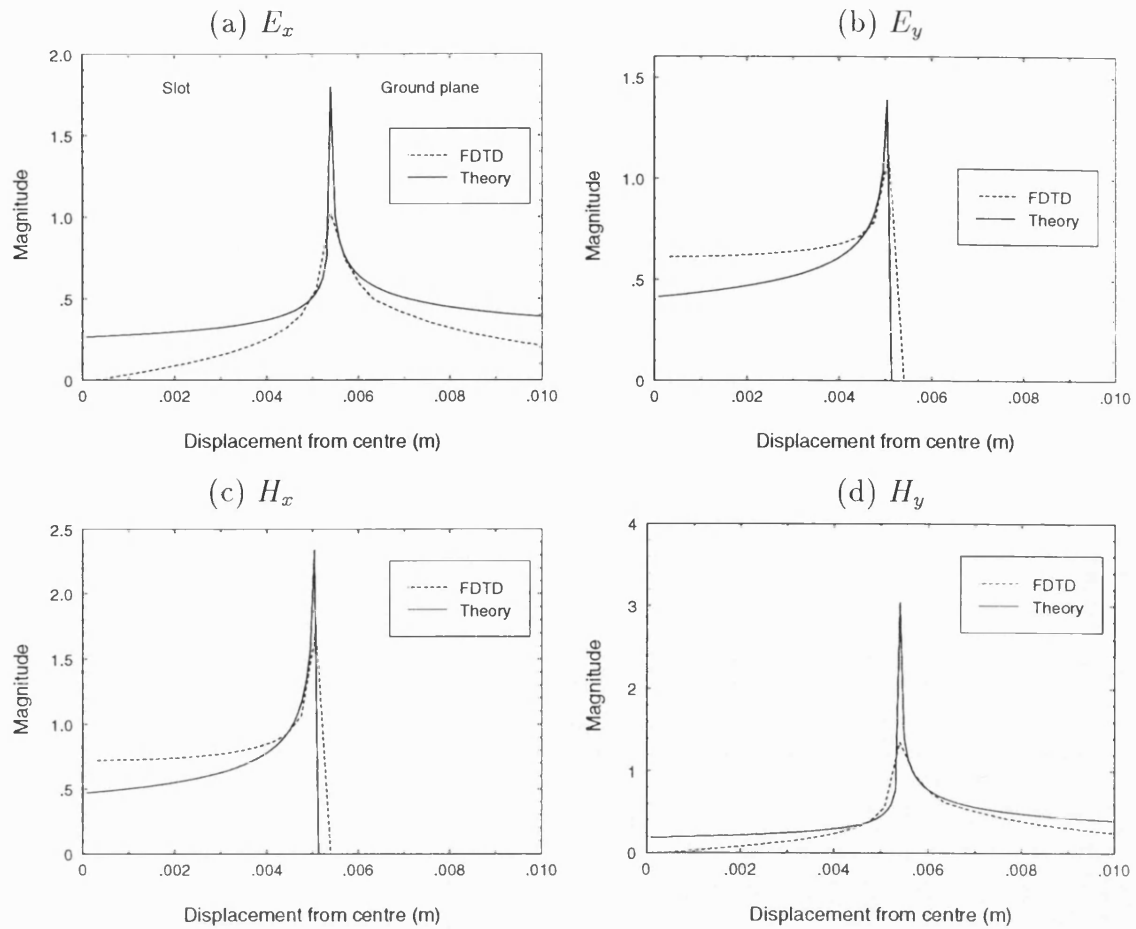 (a) E_x
2.0
1.5
1.0
.5
0
Magnitude
Slot
Ground plane
FDTD
Theory
0 .002 .004 .006 .008 .010
Displacement from centre (m)
(b) E_y
1.5
1.0
.5
0
Magnitude
FDTD
Theory
0 .002 .004 .006 .008 .010
Displacement from centre (m)
(c) H_x
2.5
2.0
1.5
1.0
.5
0
Magnitude
FDTD
Theory
0 .002 .004 .006 .008 .010
Displacement from centre (m)
(d) H_y
4
3
2
1
0
Magnitude
FDTD
Theory
0 .002 .004 .006 .008 .010
Displacement from centre (m)